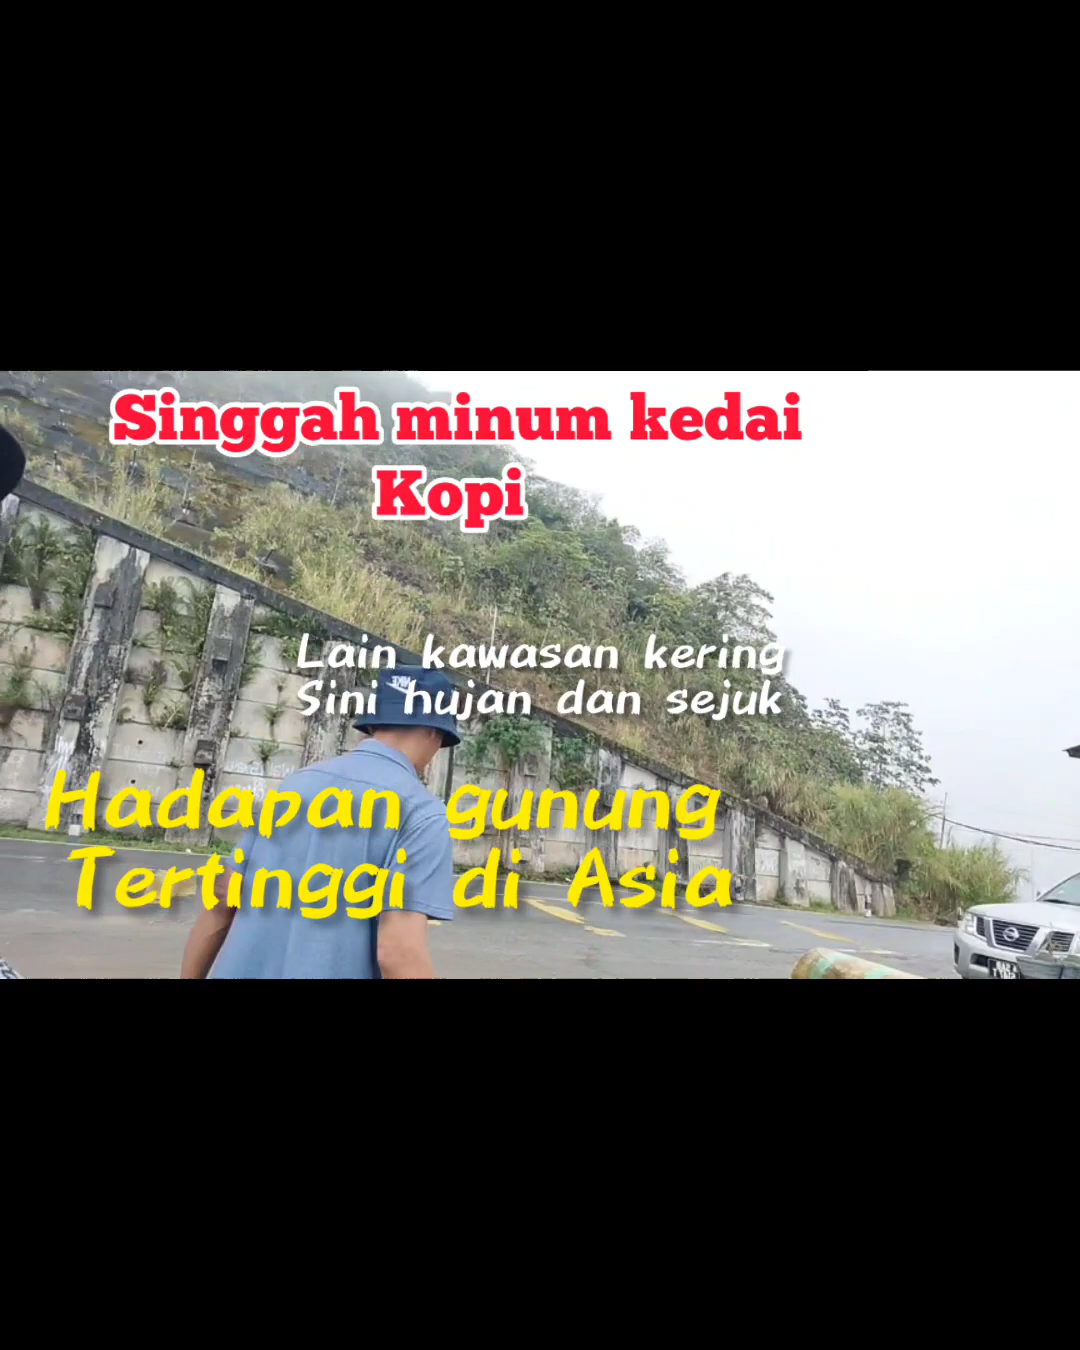 Singgah minum kedai
Kopi
Lain kawasan kering
Sini hujan dan sejuk
Hadapan gunung
Tertinggi di Asia